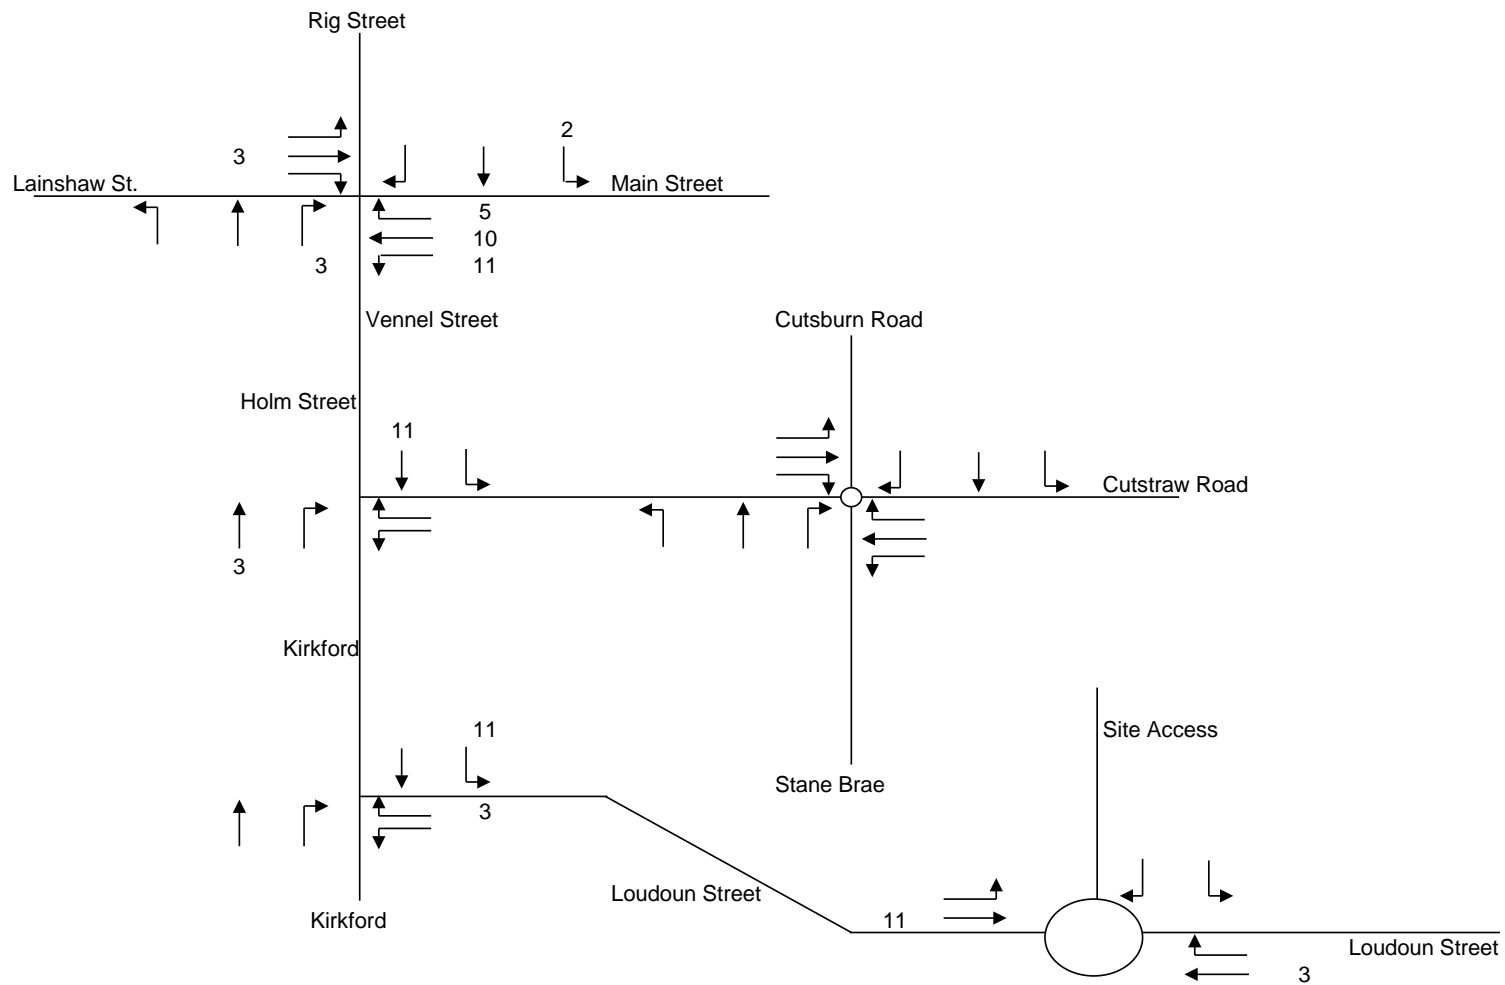 Rig Street
2
3
Lainshaw St.
Main Street
5
10
3
11
Vennel Street
Cutsburn Road
Holm Street
11
Cutstraw Road
3
Kirkford
11
Site Access
Stane Brae
3
Loudoun Street
Kirkford
11
Loudoun Street
3